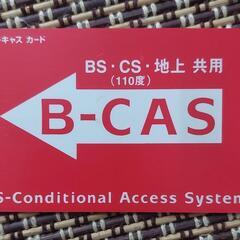 ーキャス カード
BS・CS・地上 共用
(110度)
B-CAS
S-Conditional Access System